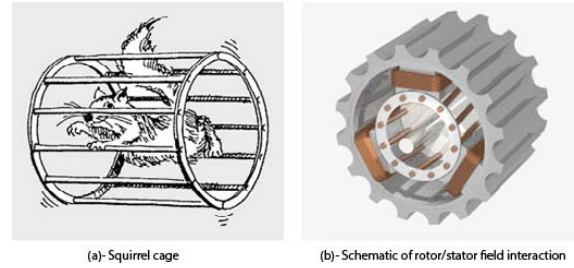 (a)- Squirrel cage
(b)- Schematic of rotor/stator field interaction